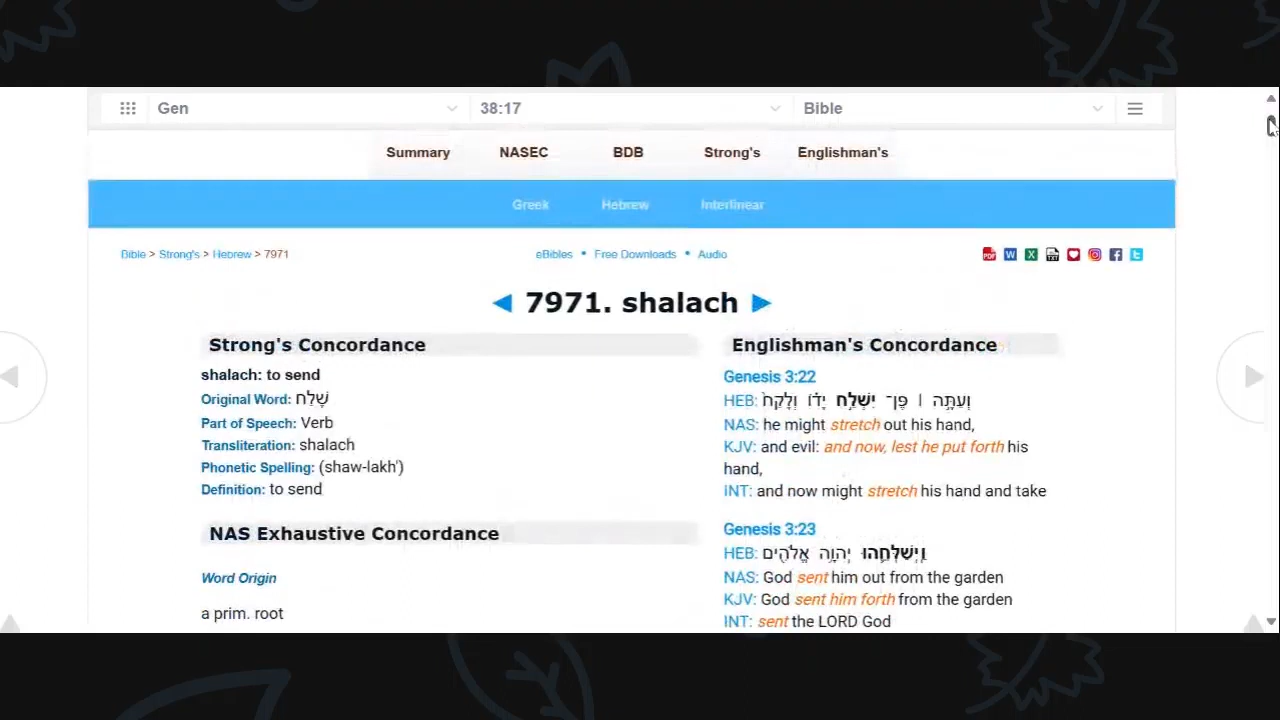 Gen 38:17 Bible
Summary NASEC BDB Strong's Englishman's
Greek Hebrew Interlinear
Bible > Strong's > Hebrew > 7971 eBibles • Free Downloads • Audio
◄ 7971. shalach ►
Strong's Concordance
shalach: to send
Original Word: שָׁלַח
Part of Speech: Verb
Transliteration: shalach
Phonetic Spelling: (shaw-lakh')
Definition: to send
NAS Exhaustive Concordance
Word Origin
a prim. root
Englishman's Concordance
Genesis 3:22
HEB: וְעַתָּ֣ה ׀ פֶּן־ יִשְׁלַ֣ח יָד֗וֹ וְלָקַח֙
NAS: he might stretch out his hand,
KJV: and evil: and now, lest he put forth his
hand,
INT: and now might stretch his hand and take
Genesis 3:23
HEB: וַֽיְשַׁלְּחֵ֛הוּ יְהוָ֥ה אֱלֹהִ֖ים
NAS: God sent him out from the garden
KJV: God sent him forth from the garden
INT: sent the LORD God